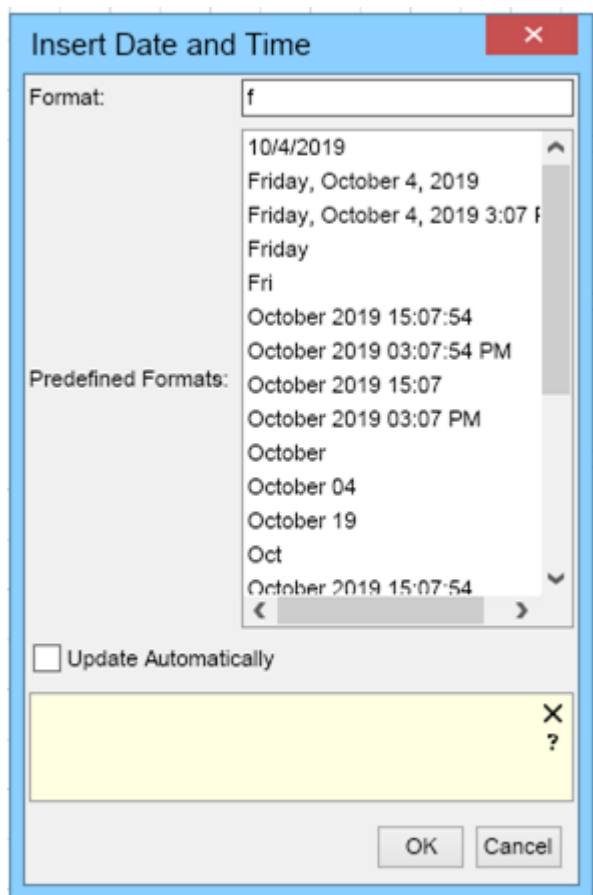 Insert Date and Time
Format:
f
10/4/2019
Friday, October 4, 2019
Friday, October 4, 2019 3:07
Friday
Fri
October 2019 15:07:54
October 2019 03:07:54 PM
Predefined Formats:
October 2019 15:07
October 2019 03:07 PM
October
October 04
October 19
Oct
October 2019 15:07:54
Update Automatically
?
OK
Cancel